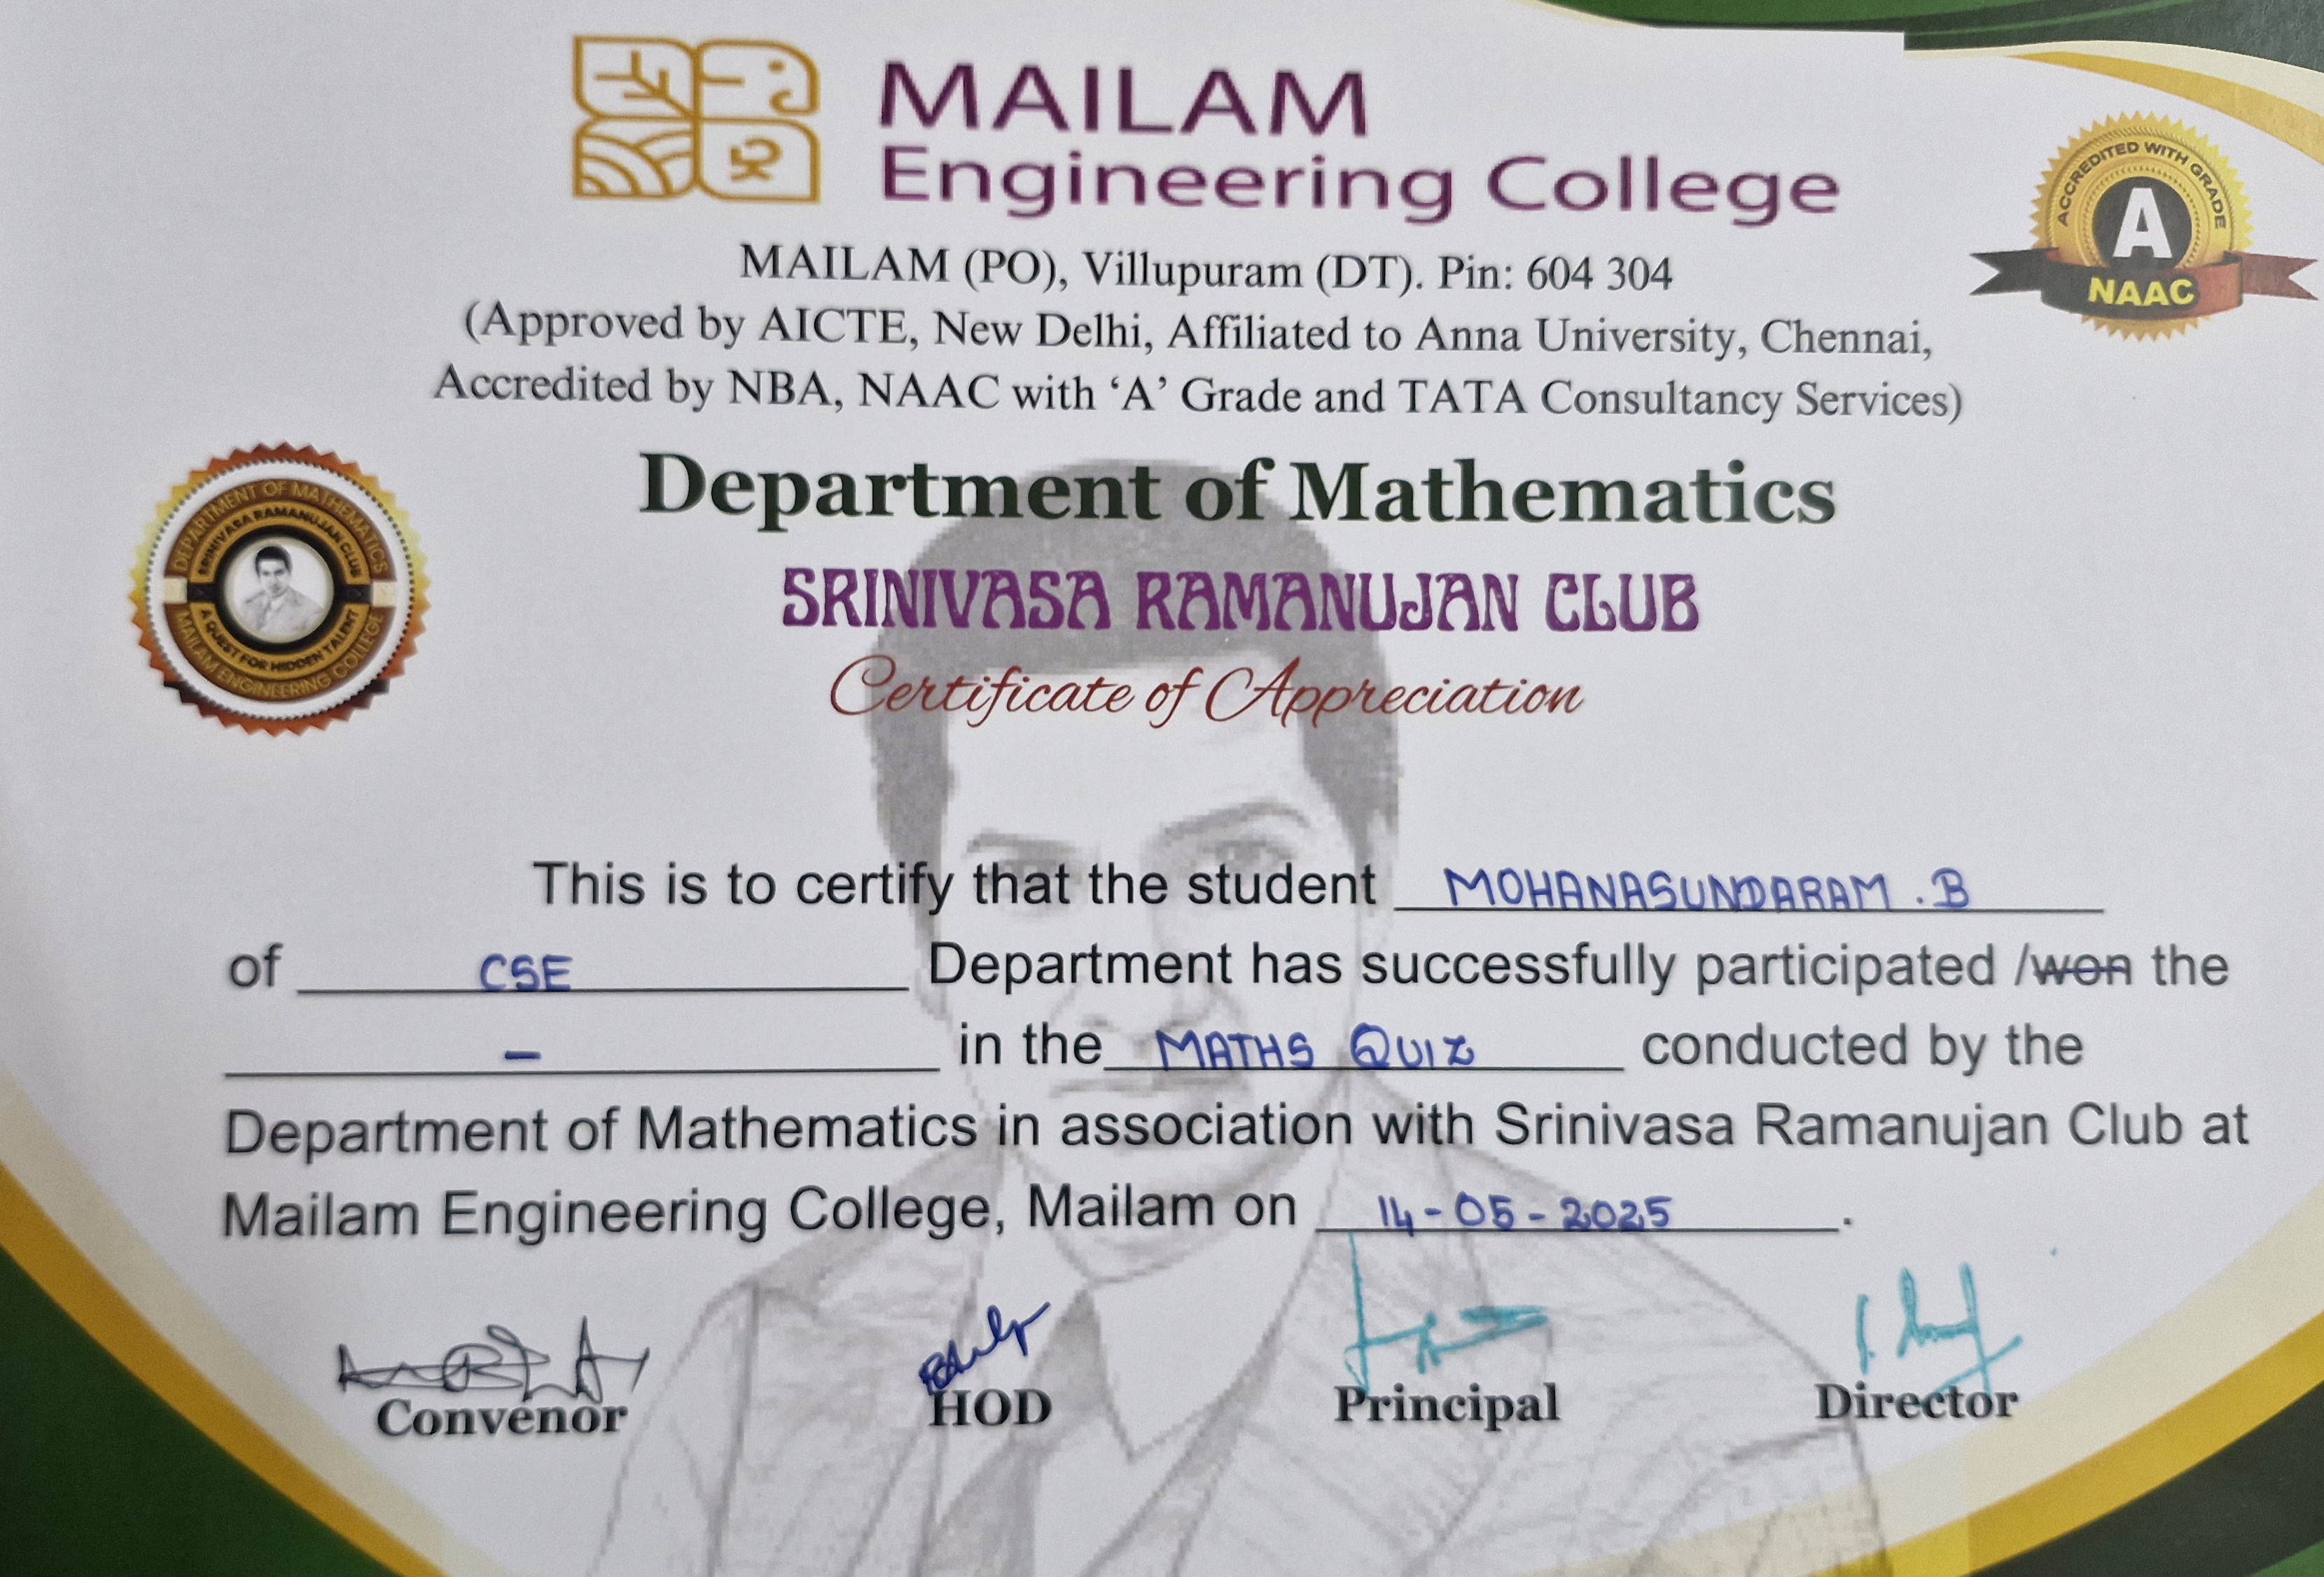 MAILAM
Engineering College
MAILAM (PO), Villupuram (DT). Pin: 604 304
(Approved by AICTE, New Delhi, Affiliated to Anna University, Chennai,
Accredited by NBA, NAAC with ‘A’ Grade and TATA Consultancy Services)
ACCREDITED WITH GRADE
A
NAAC
DEPARTMENT OF MATHEMATICS
SRINIVASA RAMANUJAN CLUB
A QUEST FOR HIDDEN TALENT
MAILAM ENGINEERING COLLEGE
Department of Mathematics
SRINIVASA RAMANUJAN CLUB
Certificate of Appreciation
This is to certify that the student MOHANASUNDARAM . B
of CSE Department has successfully participated /won the
- in the MATHS QUIZ conducted by the
Department of Mathematics in association with Srinivasa Ramanujan Club at
Mailam Engineering College, Mailam on 14-05-2025.
Convenor HOD Principal Director